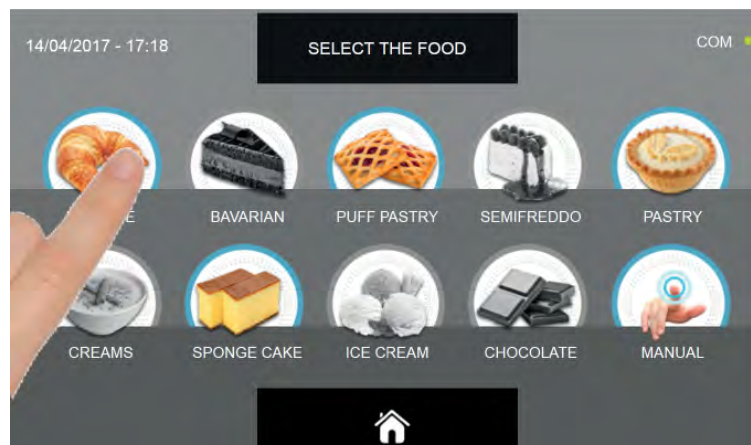 14/04/2017 - 17:18
SELECT THE FOOD
COM
BAVARIAN
PUFF PASTRY
SEMIFREDDO
PASTRY
CREAMS
SPONGE CAKE
ICE CREAM
CHOCOLATE
MANUAL